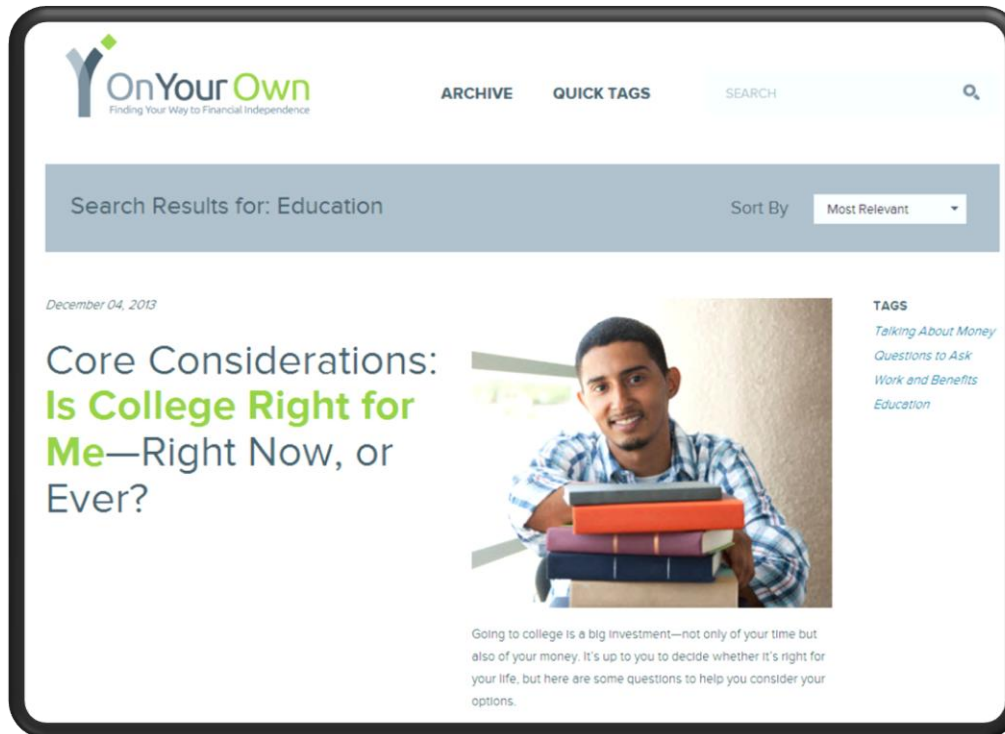 OnYourOwn
Finding Your Way to Financial Independence
ARCHIVE
QUICK TAGS
SEARCH
Search Results for: Education
Sort By
Most Relevant
December 04, 2013
Core Considerations:
Is College Right for
Me—Right Now, or
Ever?
Going to college is a big investment—not only of your time but
also of your money. It's up to you to decide whether it's right for
your life, but here are some questions to help you consider your
options.
TAGS
Talking About Money
Questions to Ask
Work and Benefits
Education